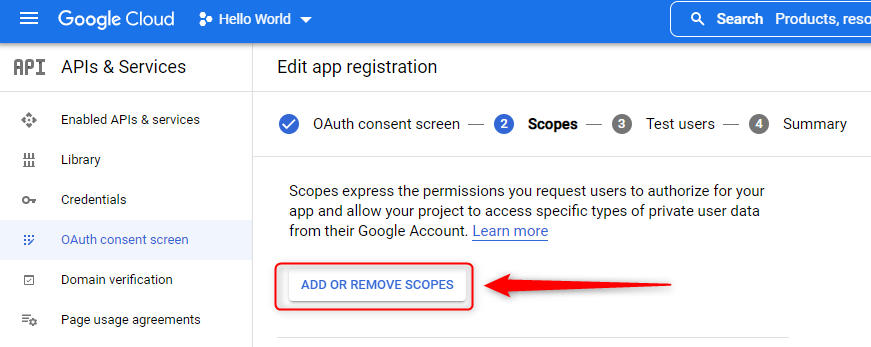 Google Cloud
Hello World
Search Products, reso
API APIs & Services
Edit app registration
Enabled APIs & services
Library
Credentials
OAuth consent screen
Domain verification
Page usage agreements
OAuth consent screen — 2 Scopes — 3 Test users — 4 Summary
Scopes express the permissions you request users to authorize for your
app and allow your project to access specific types of private user data
from their Google Account. Learn more
ADD OR REMOVE SCOPES